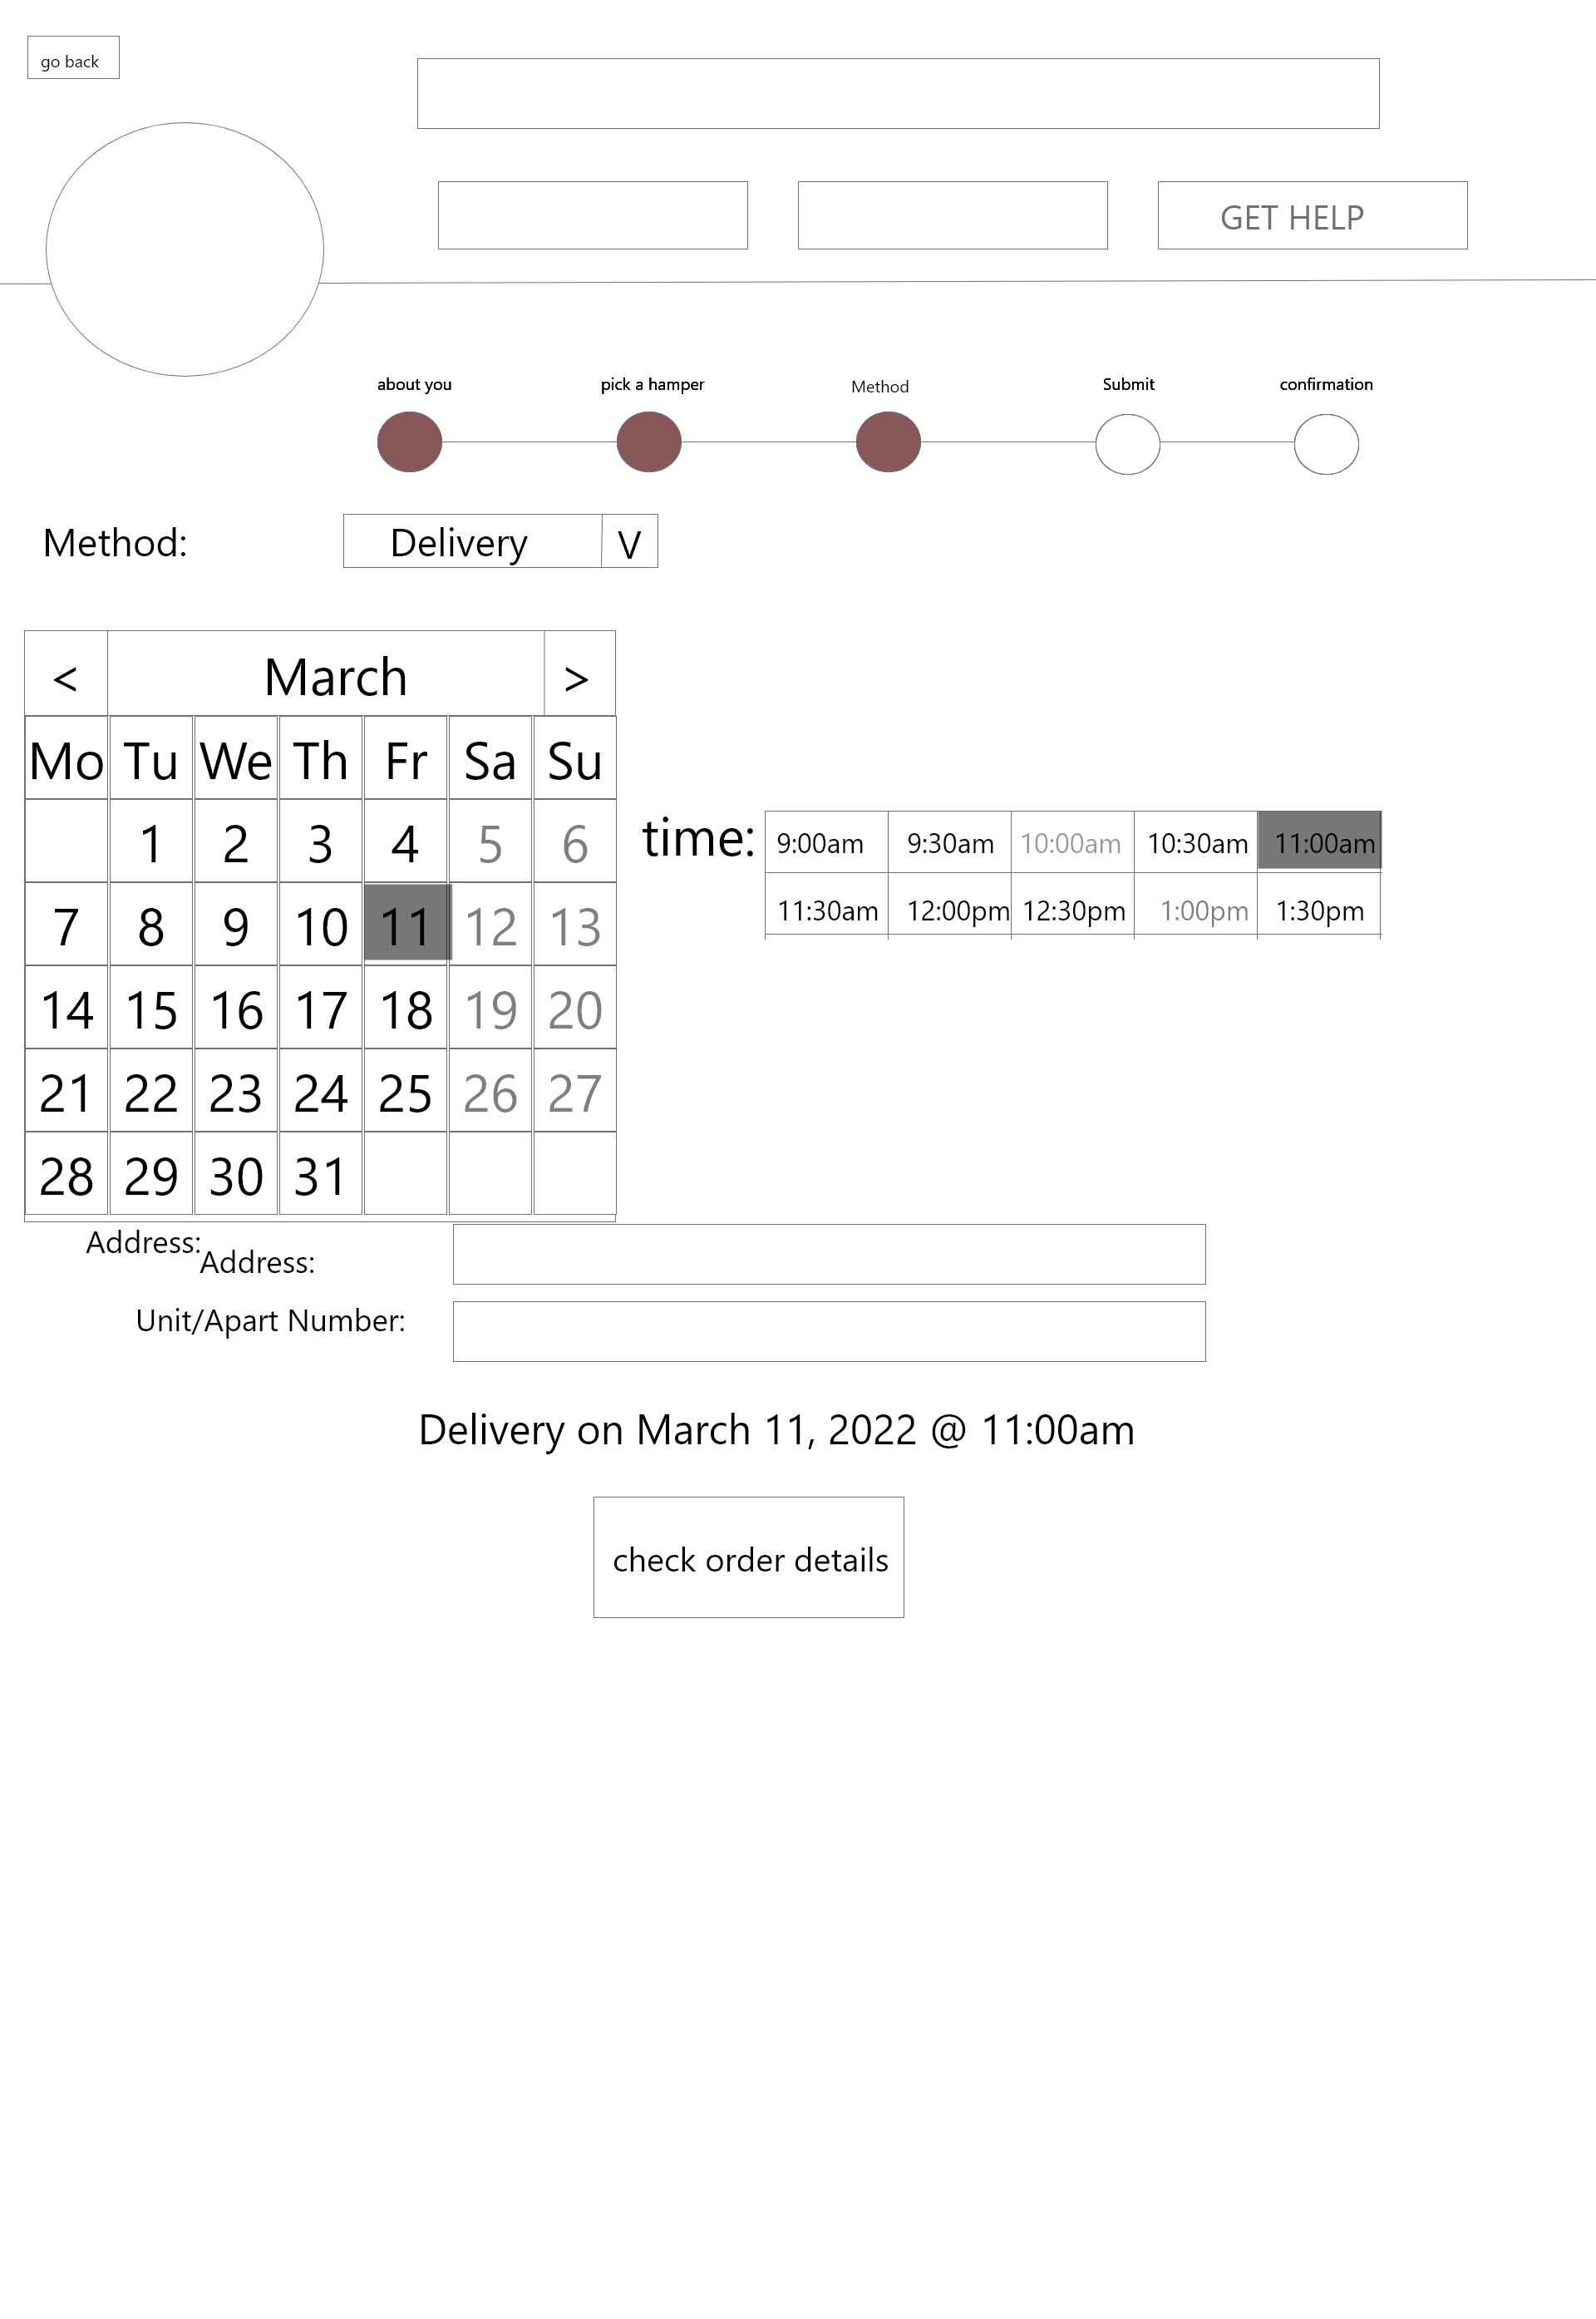 go back
GET HELP
about you pick a hamper Method Submit confirmation
Method: Delivery V
< March >
Mo Tu We Th Fr Sa Su
1 2 3 4 5 6
7 8 9 10 11 12 13
14 15 16 17 18 19 20
21 22 23 24 25 26 27
28 29 30 31
time: 9:00am 9:30am 10:00am 10:30am 11:00am
11:30am 12:00pm 12:30pm 1:00pm 1:30pm
Address:
Address:
Unit/Apart Number:
Delivery on March 11, 2022 @ 11:00am
check order details